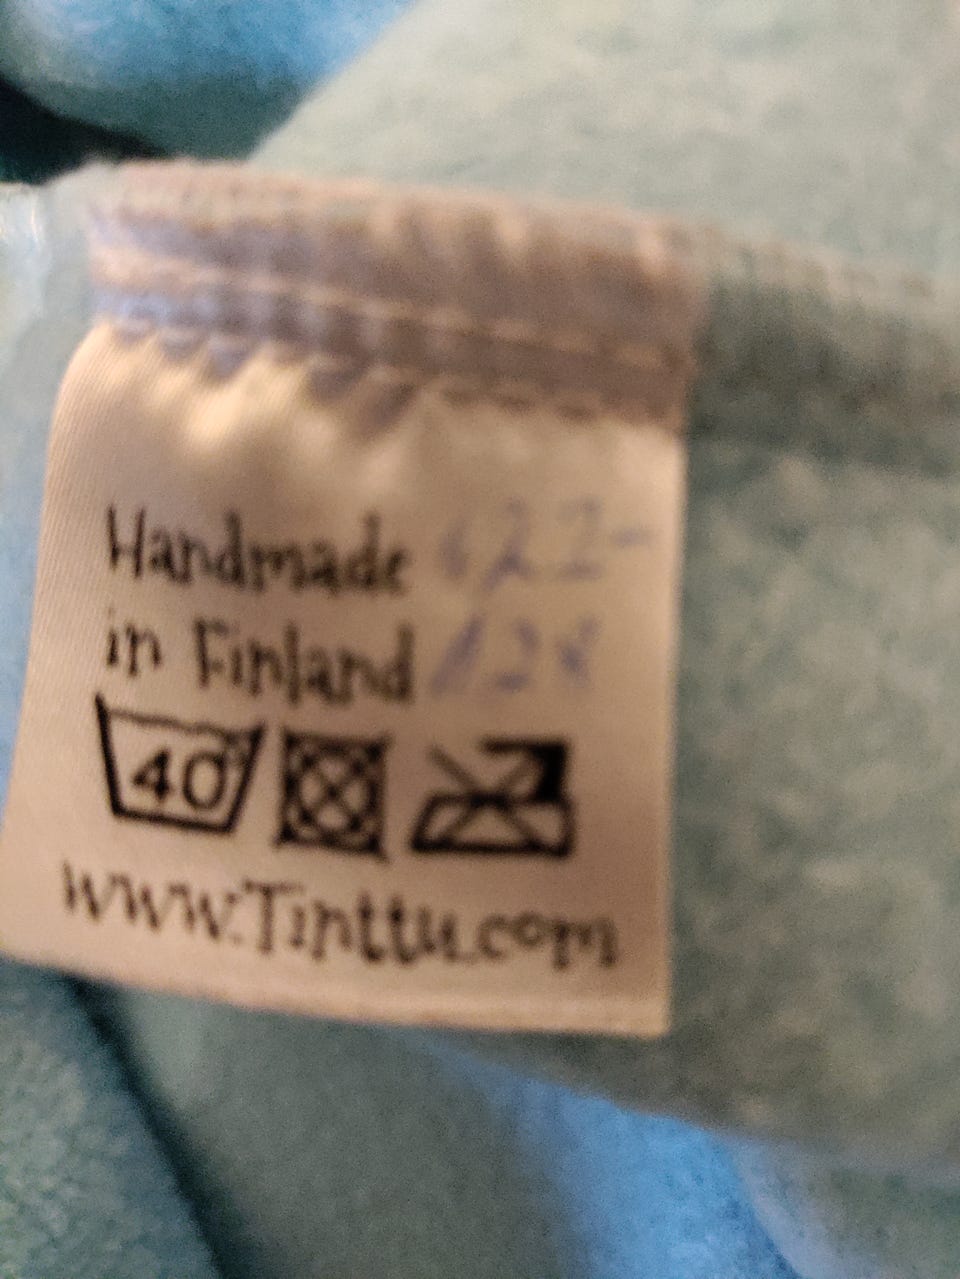 Handmade 122-
in Finland 128
40°
www.Tinttu.com